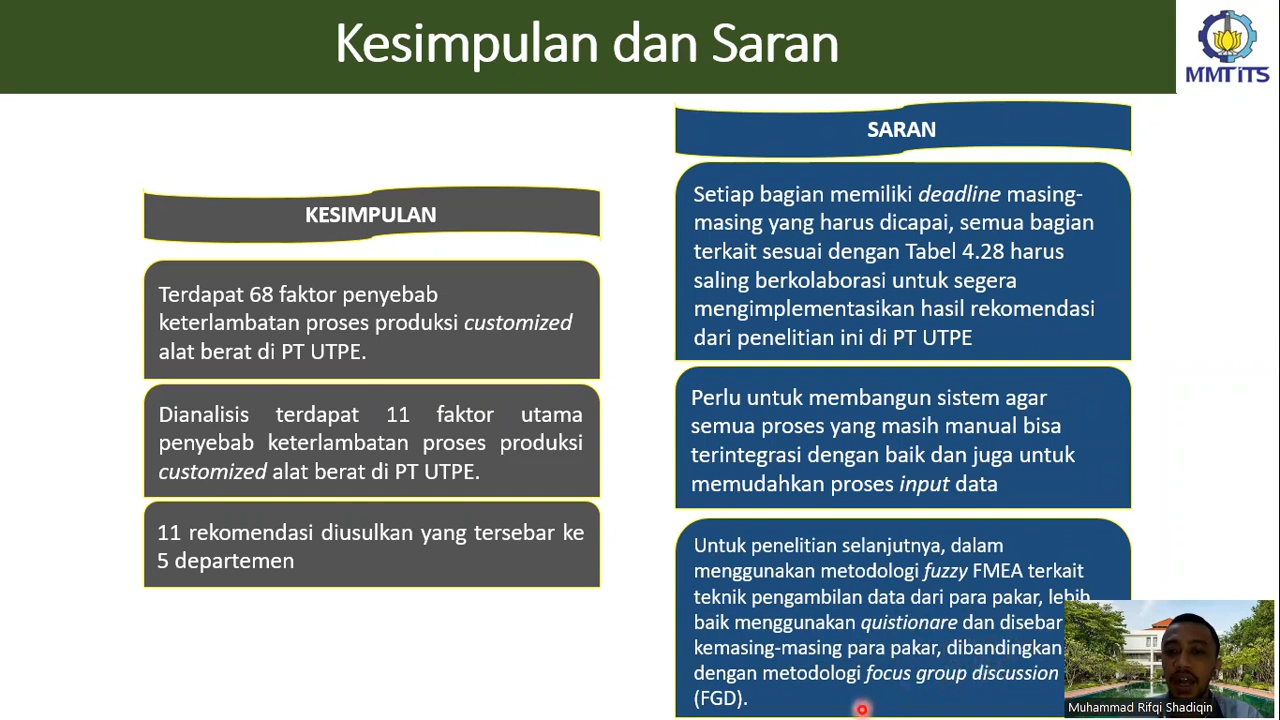 Kesimpulan dan Saran
MMT ITS
KESIMPULAN
Terdapat 68 faktor penyebab
keterlambatan proses produksi customized
alat berat di PT UTPE.
Dianalisis terdapat 11 faktor utama
penyebab keterlambatan proses produksi
customized alat berat di PT UTPE.
11 rekomendasi diusulkan yang tersebar ke
5 departemen
SARAN
Setiap bagian memiliki deadline masing-
masing yang harus dicapai, semua bagian
terkait sesuai dengan Tabel 4.28 harus
saling berkolaborasi untuk segera
mengimplementasikan hasil rekomendasi
dari penelitian ini di PT UTPE
Perlu untuk membangun sistem agar
semua proses yang masih manual bisa
terintegrasi dengan baik dan juga untuk
memudahkan proses input data
Untuk penelitian selanjutnya, dalam
menggunakan metodologi fuzzy FMEA terkait
teknik pengambilan data dari para pakar, lebih
baik menggunakan quistionare dan disebar
kemasing-masing para pakar, dibandingkan
dengan metodologi focus group discussion
(FGD).
Muhammad Rifqi Shadiqin